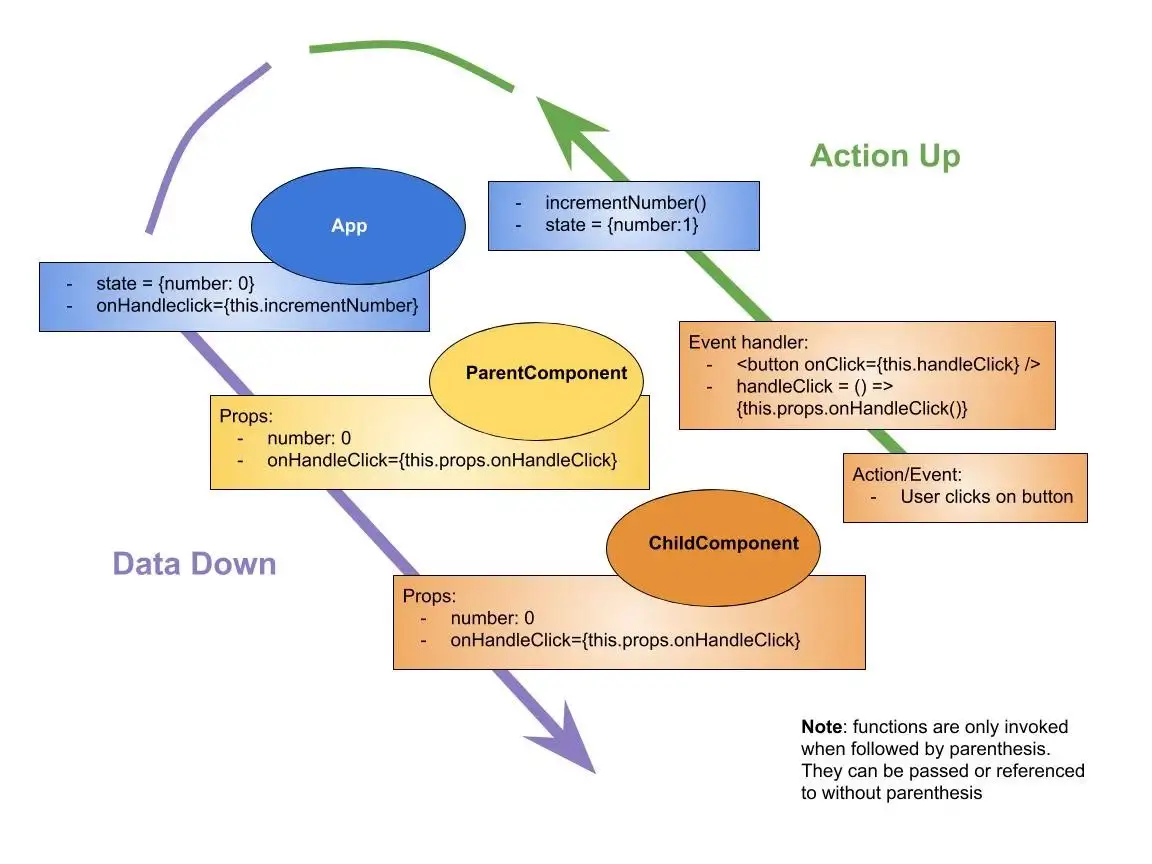 Action Up
- incrementNumber()
- state = {number:1}
App
- state = {number: 0}
- onHandleclick={this.incrementNumber}
Event handler:
- <button onClick={this.handleClick} />
- handleClick = () =>
{this.props.onHandleClick()}
ParentComponent
Props:
- number: 0
- onHandleClick={this.props.onHandleClick}
Action/Event:
- User clicks on button
Data Down
ChildComponent
Props:
- number: 0
- onHandleClick={this.props.onHandleClick}
Note: functions are only invoked
when followed by parenthesis.
They can be passed or referenced
to without parenthesis